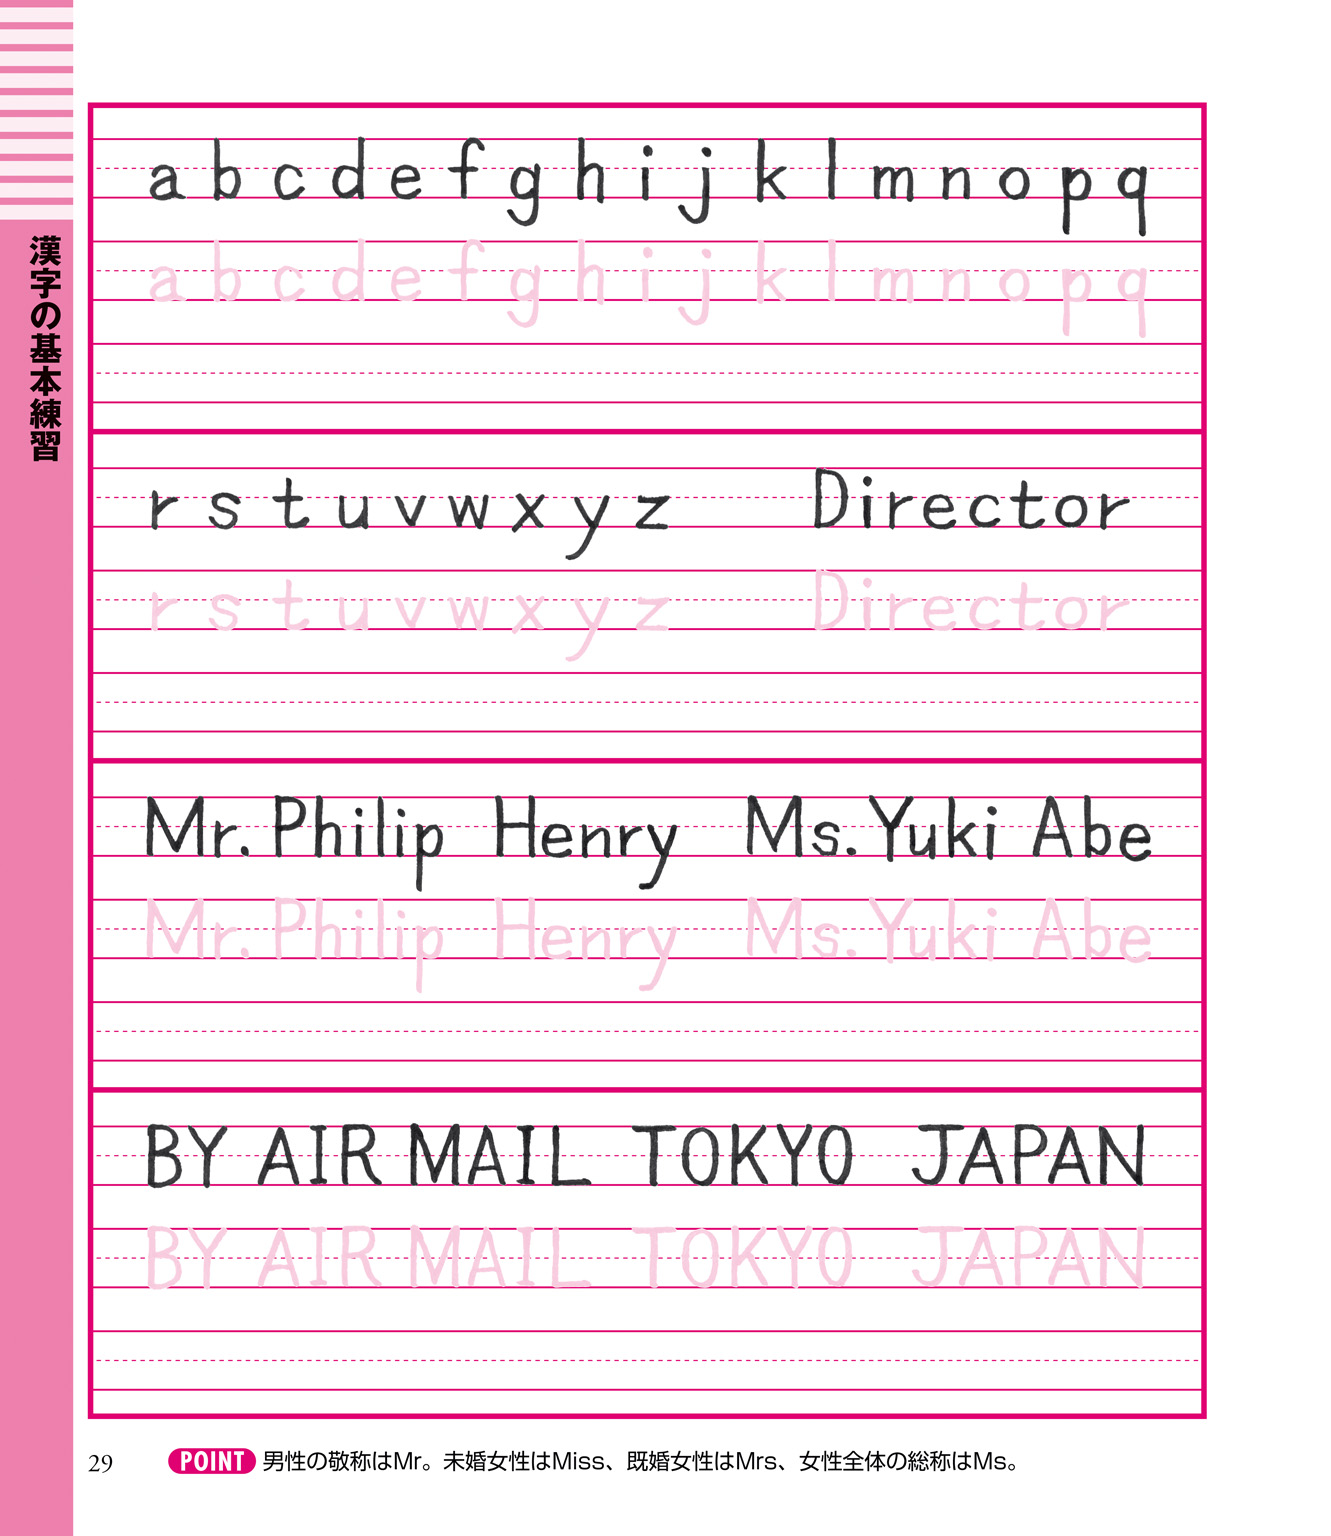 漢字の基本練習
a b c d e f g h i j k l m n o p q
a b c d e f g h i j k l m n o p q
r s t u v w x y z Director
r s t u v w x y z Director
Mr. Philip Henry Ms. Yuki Abe
Mr. Philip Henry Ms. Yuki Abe
BY AIR MAIL TOKYO JAPAN
BY AIR MAIL TOKYO JAPAN
29 POINT 男性の敬称はMr。未婚女性はMiss、既婚女性はMrs、女性全体の総称はMs。